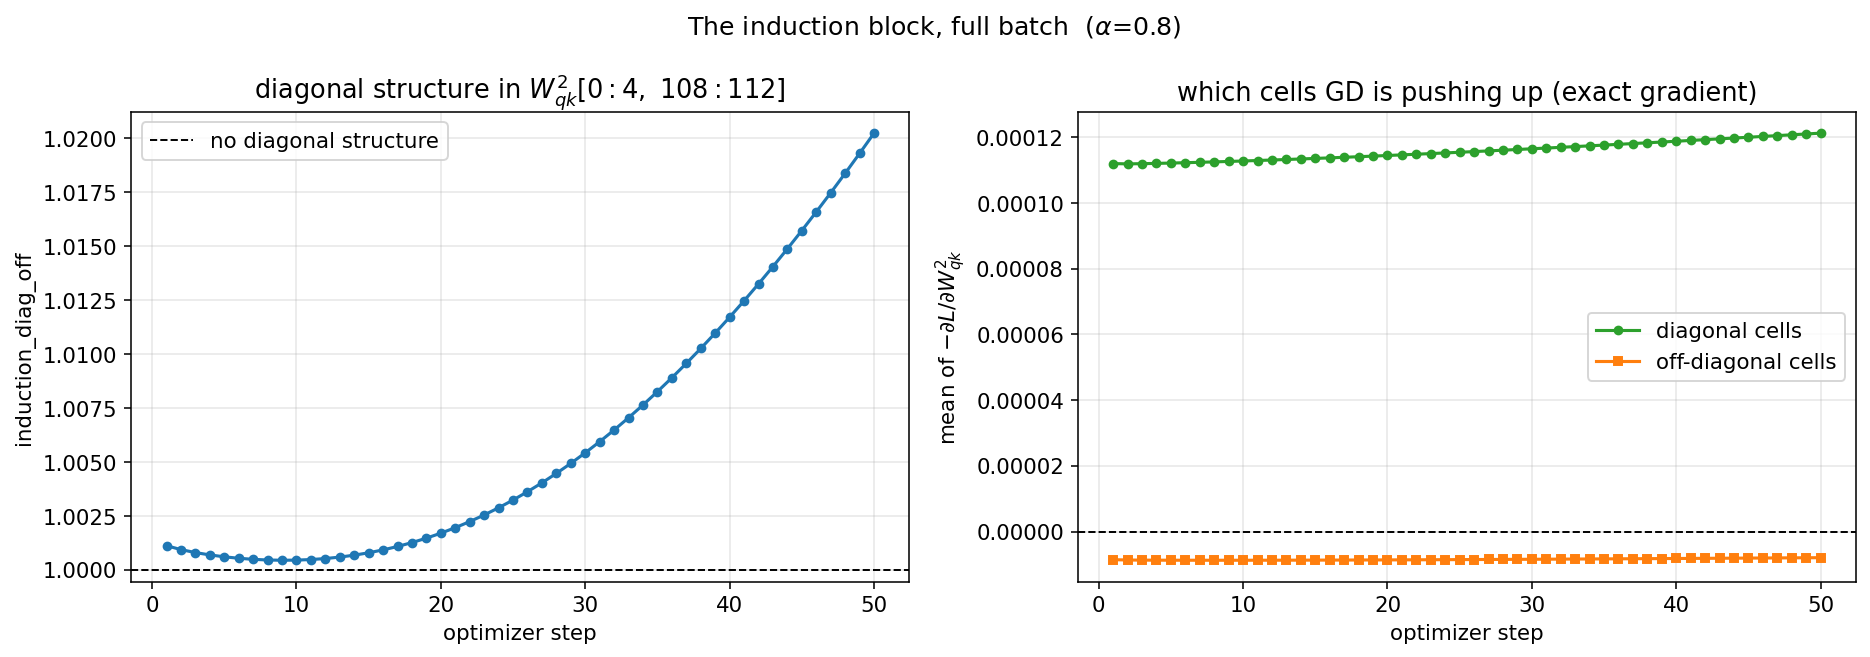 The induction block, full batch  (α=0.8)
diagonal structure in W²qk[0 : 4, 108 : 112]
induction_diag_off
1.0200
1.0175
1.0150
1.0125
1.0100
1.0075
1.0050
1.0025
1.0000
no diagonal structure
0
10
20
30
40
50
optimizer step
which cells GD is pushing up (exact gradient)
mean of −∂L/∂W²qk
0.00012
0.00010
0.00008
0.00006
0.00004
0.00002
0.00000
diagonal cells
off-diagonal cells
0
10
20
30
40
50
optimizer step